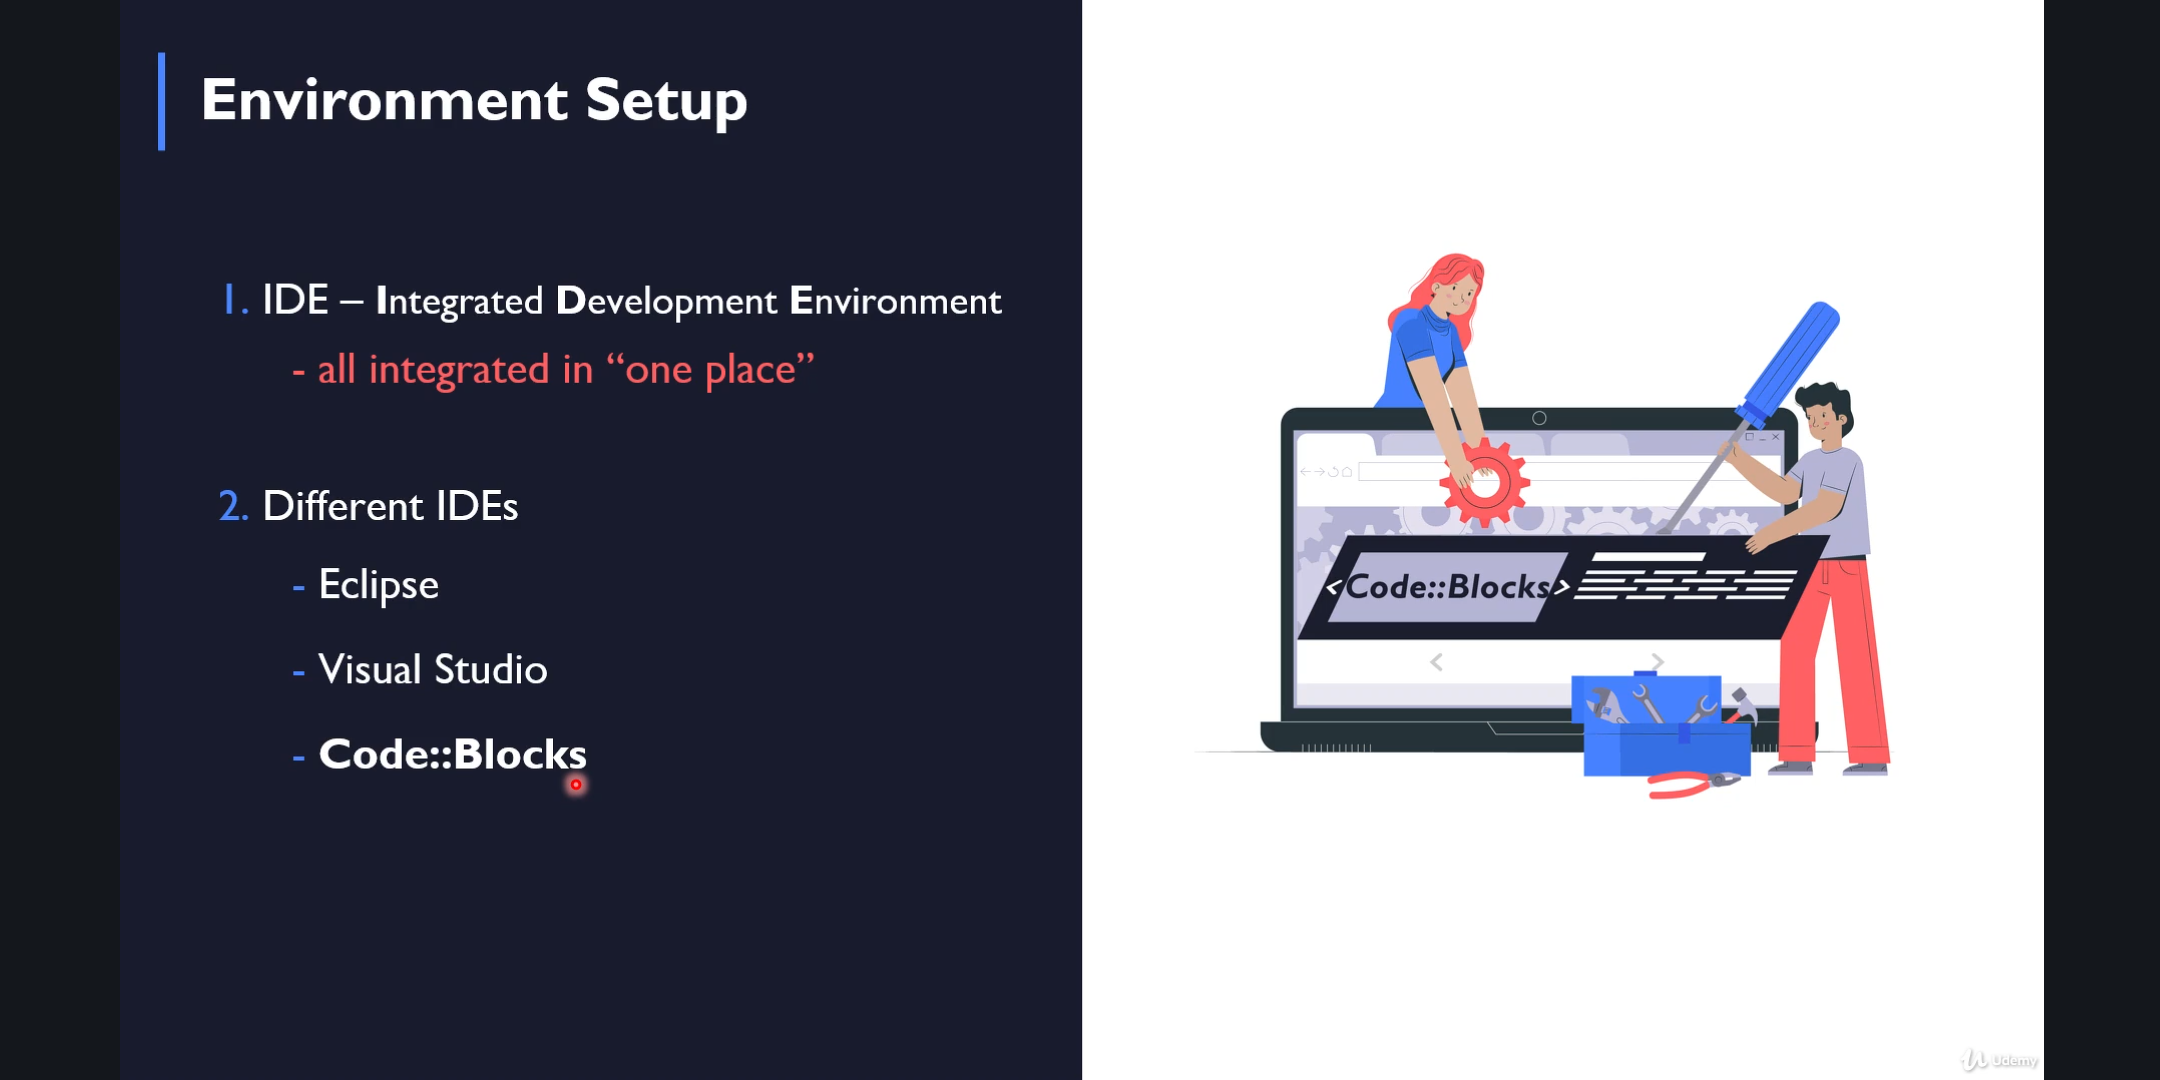 Environment Setup
1. IDE – Integrated Development Environment
- all integrated in “one place”
2. Different IDEs
- Eclipse
- Visual Studio
- Code::Blocks
<Code::Blocks>
Udemy